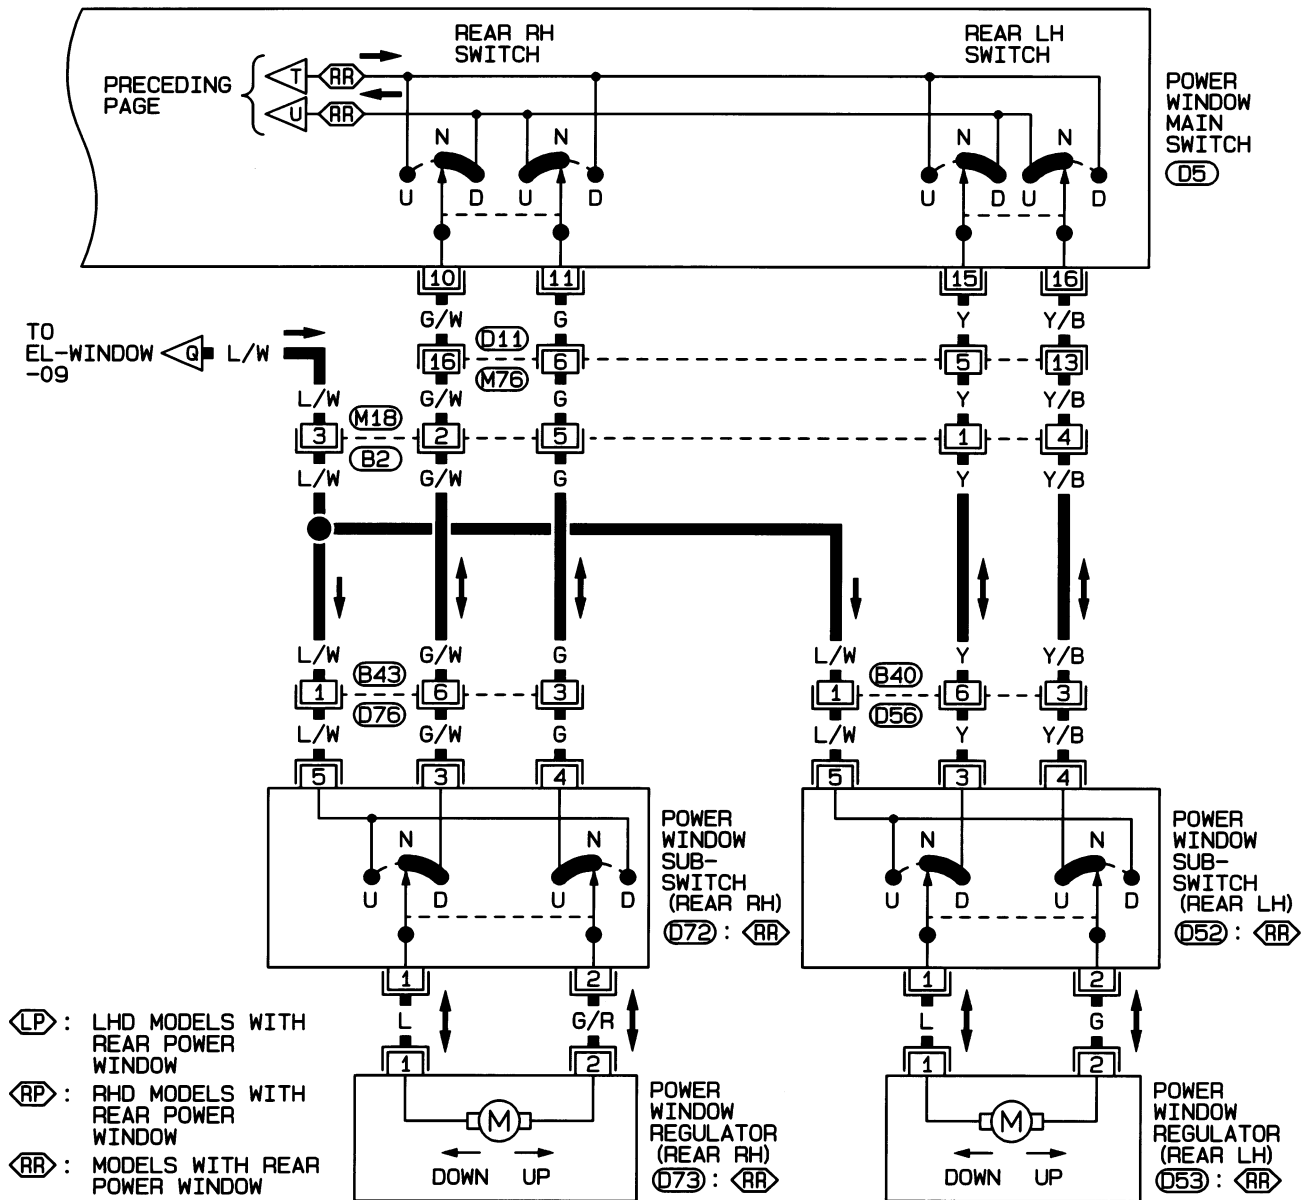 REAR RH
SWITCH
REAR LH
SWITCH
PRECEDING
PAGE
T RR
U RR
POWER
WINDOW
MAIN
SWITCH
D5
N N N N
U D U D U D U D
10 11 15 16
G/W G Y Y/B
TO
EL-WINDOW Q L/W
-09
D11
16 6 5 13
M76
L/W G/W G Y Y/B
M18
3 2 5 1 4
B2
L/W G/W G Y Y/B
L/W G/W G L/W Y Y/B
B43 B40
1 6 3 1 6 3
D76 D56
L/W G/W G L/W Y Y/B
5 3 4 5 3 4
POWER
WINDOW
SUB-
SWITCH
(REAR RH)
D72 : RR
N N
U D U D
POWER
WINDOW
SUB-
SWITCH
(REAR LH)
D52 : RR
N N
U D U D
1 2 1 2
L G/R L G
1 2 1 2
M M
DOWN UP DOWN UP
POWER
WINDOW
REGULATOR
(REAR RH)
D73 : RR
POWER
WINDOW
REGULATOR
(REAR LH)
D53 : RR
LP : LHD MODELS WITH
REAR POWER
WINDOW
RP : RHD MODELS WITH
REAR POWER
WINDOW
RR : MODELS WITH REAR
POWER WINDOW